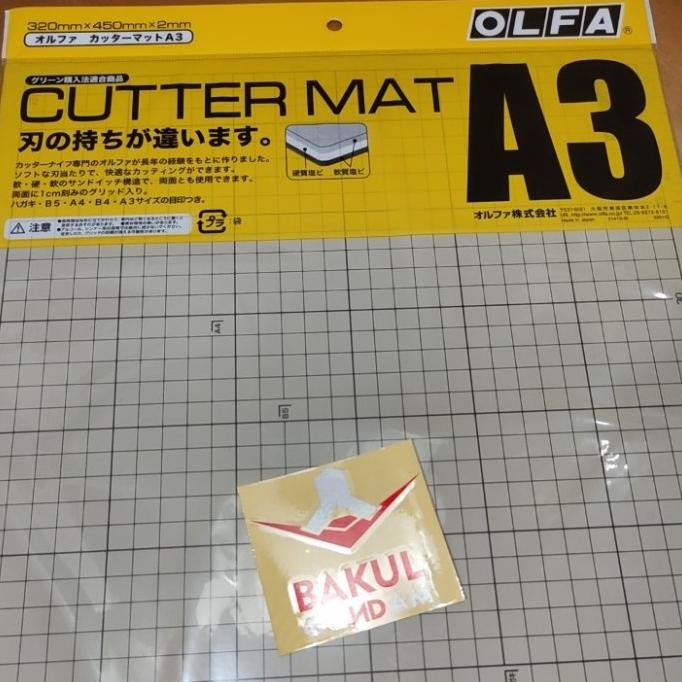 320mm×450mm×2mm
オルファ カッターマットA3
OLFA®
グリーン購入法適合商品
CUTTER MAT A3
刃の持ちが違います。
カッターナイフ専門のオルファが長年の経験をもとに作りました。
ソフトな刃当たりで、快適なカッティングができます。
軟・硬・軟のサンドイッチ構造で、両面とも使用できます。
両面に1cm刻みのグリッド入り。
ハガキ・B5・A4・B4・A3サイズの目印つき。
硬質塩ビ
軟質塩ビ
注意
プラ
袋
オルファ株式会社
Made in Japan
A4
BAKUL